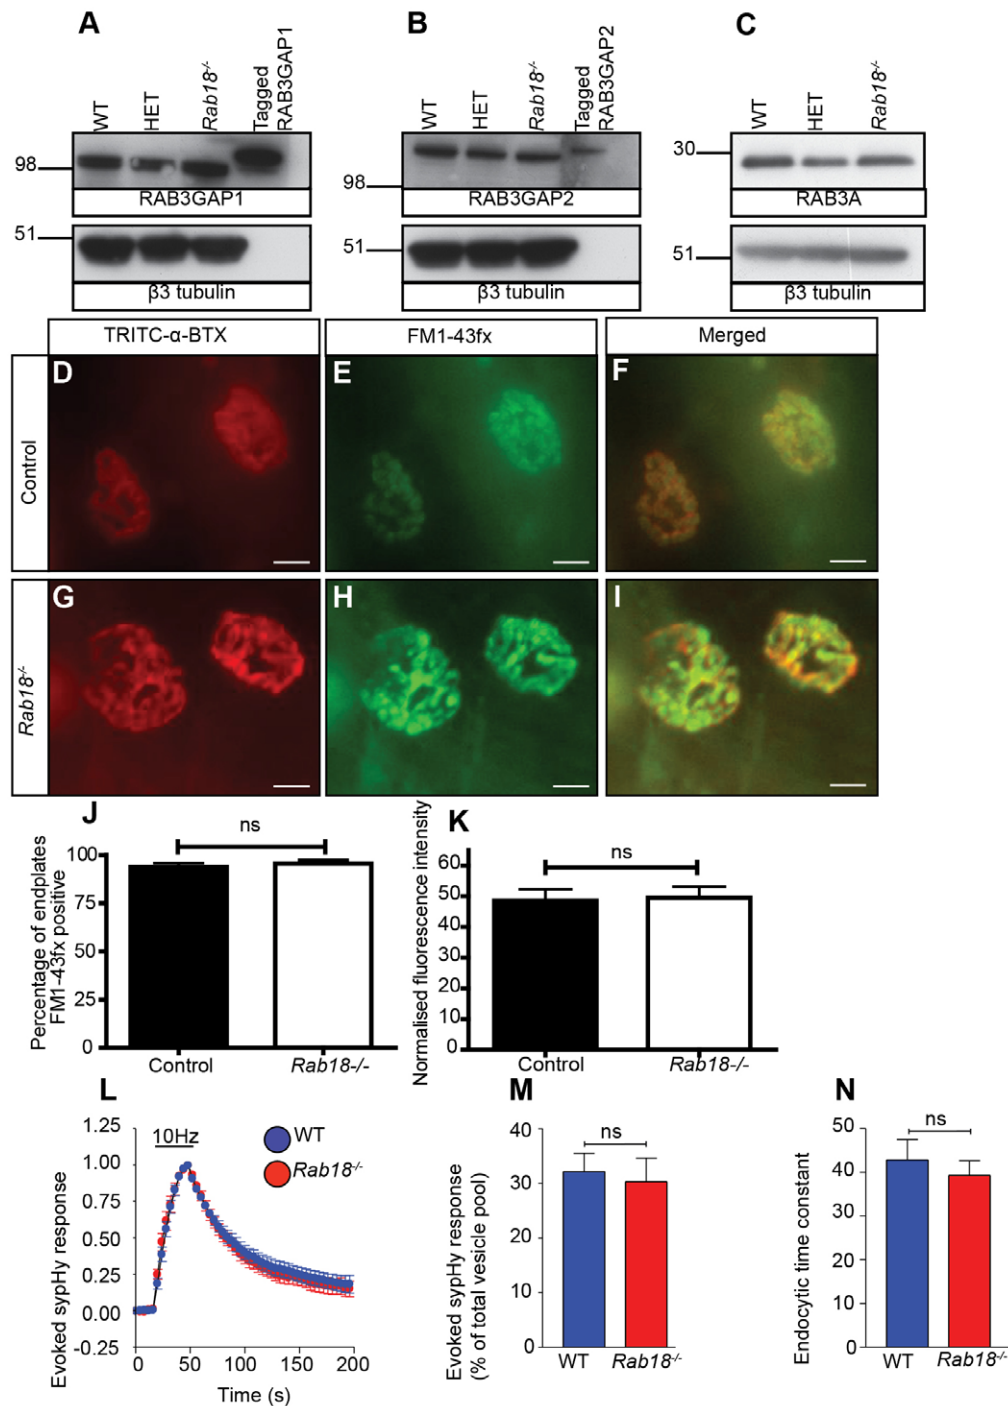 A
B
C
WT
HET
Rab18-/-
Tagged
RAB3GAP1
WT
HET
Rab18-/-
Tagged
RAB3GAP2
WT
HET
Rab18-/-
98
RAB3GAP1
51
β3 tubulin
98
RAB3GAP2
51
β3 tubulin
30
RAB3A
51
β3 tubulin
TRITC-α-BTX
FM1-43fx
Merged
Control
D
E
F
Rab18-/-
G
H
I
J
ns
Percentage of endplates
FM1-43fx positive
100
75
50
25
0
Control
Rab18-/-
K
ns
Normalised fluorescence intensity
60
50
40
30
20
10
0
Control
Rab18-/-
L
10Hz
WT
Rab18-/-
Evoked sypHy response
1.25
1.00
0.75
0.50
0.25
0.00
-0.25
0
50
100
150
200
Time (s)
M
ns
Evoked sypHy response
(% of total vesicle pool)
40
30
20
10
0
WT
Rab18-/-
N
ns
Endocytic time constant
50
40
30
20
10
0
WT
Rab18-/-